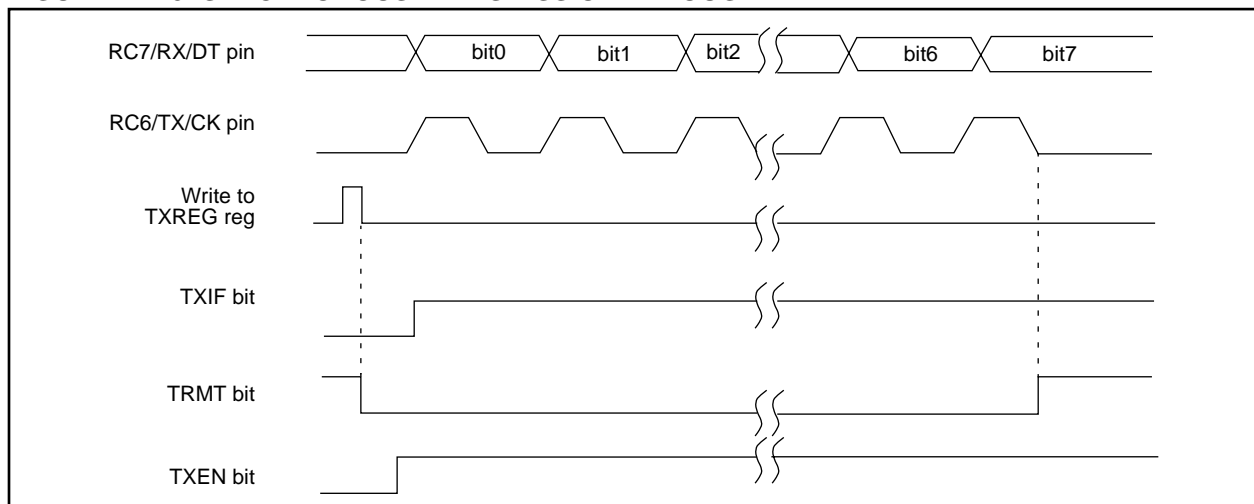 RC7/RX/DT pin
bit0
bit1
bit2
bit6
bit7
RC6/TX/CK pin
Write to
TXREG reg
TXIF bit
TRMT bit
TXEN bit